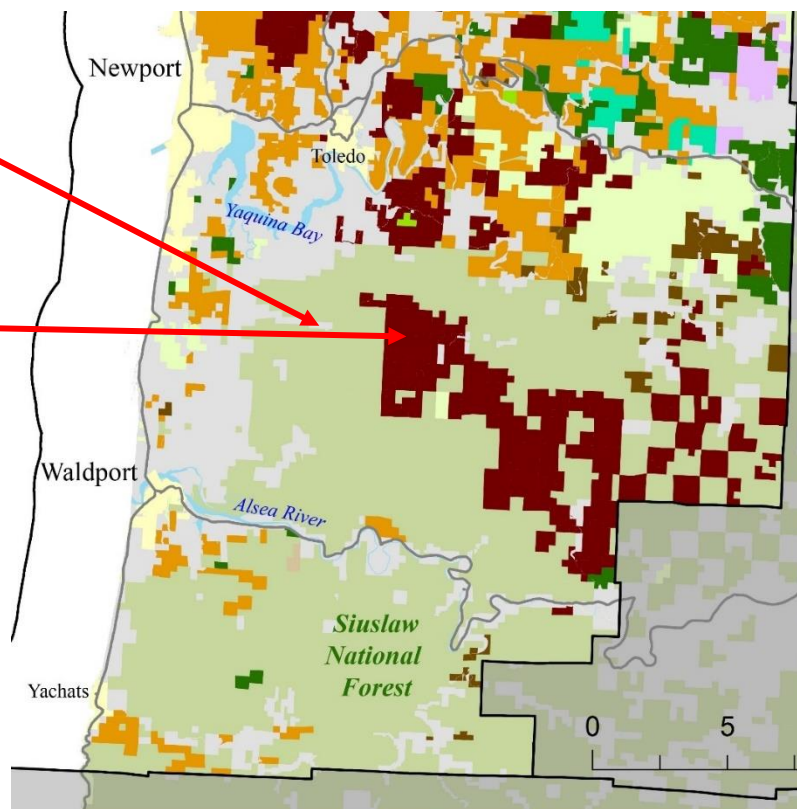 Newport
Toledo
Yaquina Bay
Waldport
Alsea River
Siuslaw
National
Forest
Yachats
0 5